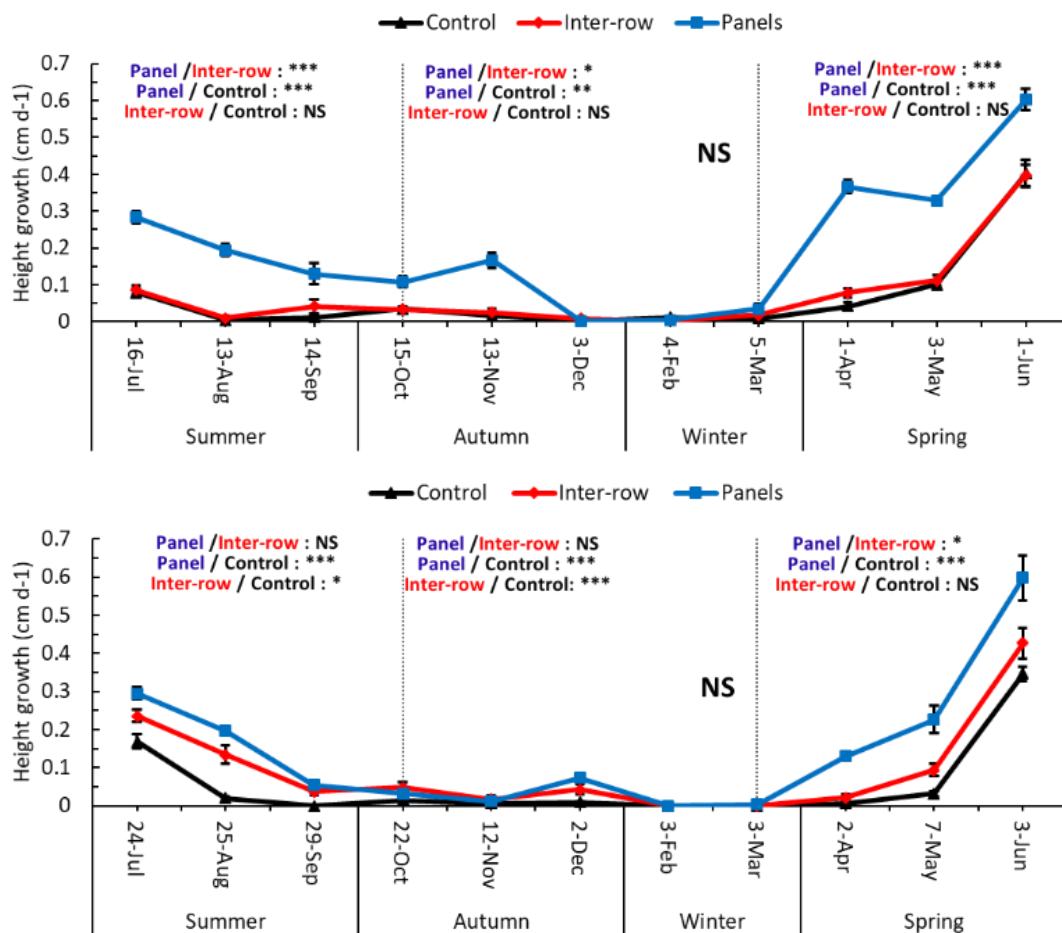 Control Inter-row Panels
Height growth (cm d-1)
0.7
0.6
0.5
0.4
0.3
0.2
0.1
0
Panel /Inter-row : ***
Panel / Control : ***
Inter-row / Control : NS
Panel /Inter-row : *
Panel / Control : **
Inter-row / Control : NS
NS
Panel /Inter-row : ***
Panel / Control : ***
Inter-row / Control : NS
16-Jul
13-Aug
14-Sep
15-Oct
13-Nov
3-Dec
4-Feb
5-Mar
1-Apr
3-May
1-Jun
Summer Autumn Winter Spring
Control Inter-row Panels
Height growth (cm d-1)
0.7
0.6
0.5
0.4
0.3
0.2
0.1
0
Panel /Inter-row : NS
Panel / Control : ***
Inter-row / Control : *
Panel /Inter-row : NS
Panel / Control : ***
Inter-row / Control: ***
NS
Panel /Inter-row : *
Panel / Control : ***
Inter-row / Control : NS
24-Jul
25-Aug
29-Sep
22-Oct
12-Nov
2-Dec
3-Feb
3-Mar
2-Apr
7-May
3-Jun
Summer Autumn Winter Spring